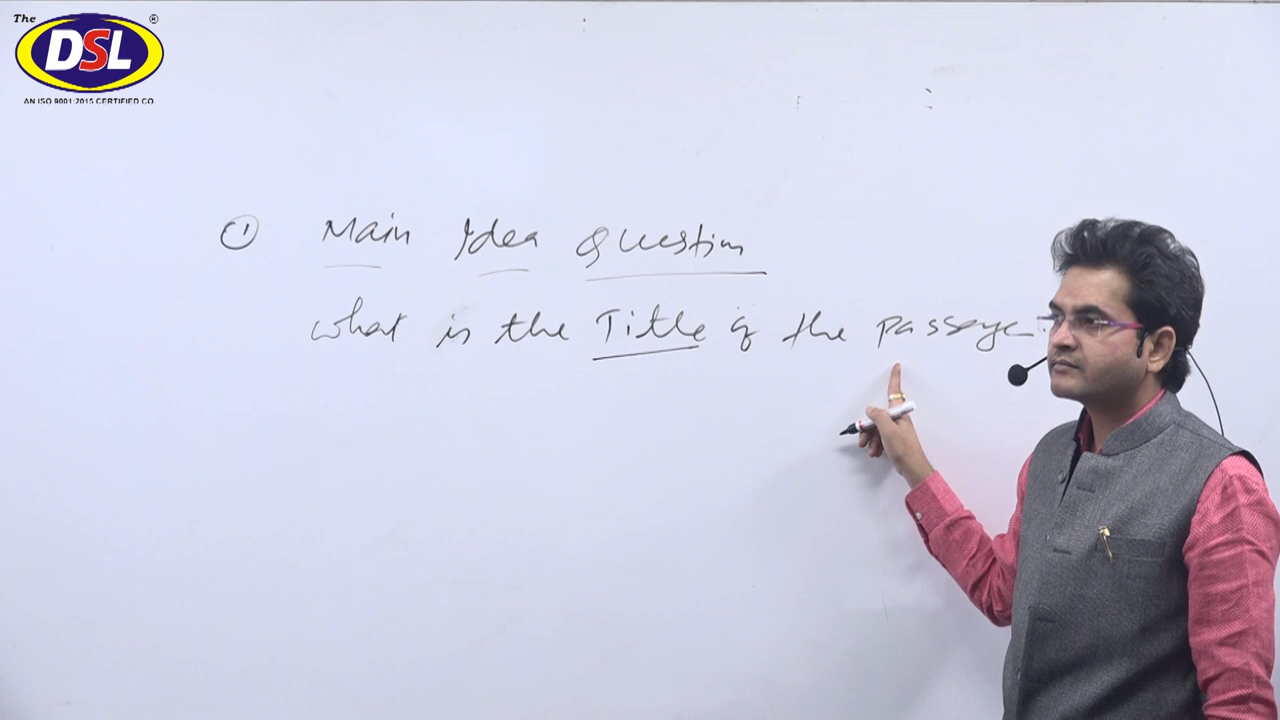 The ®
DSL
AN ISO 9001:2015 CERTIFIED CO.
① Main Idea Question
what is the Title of the passage